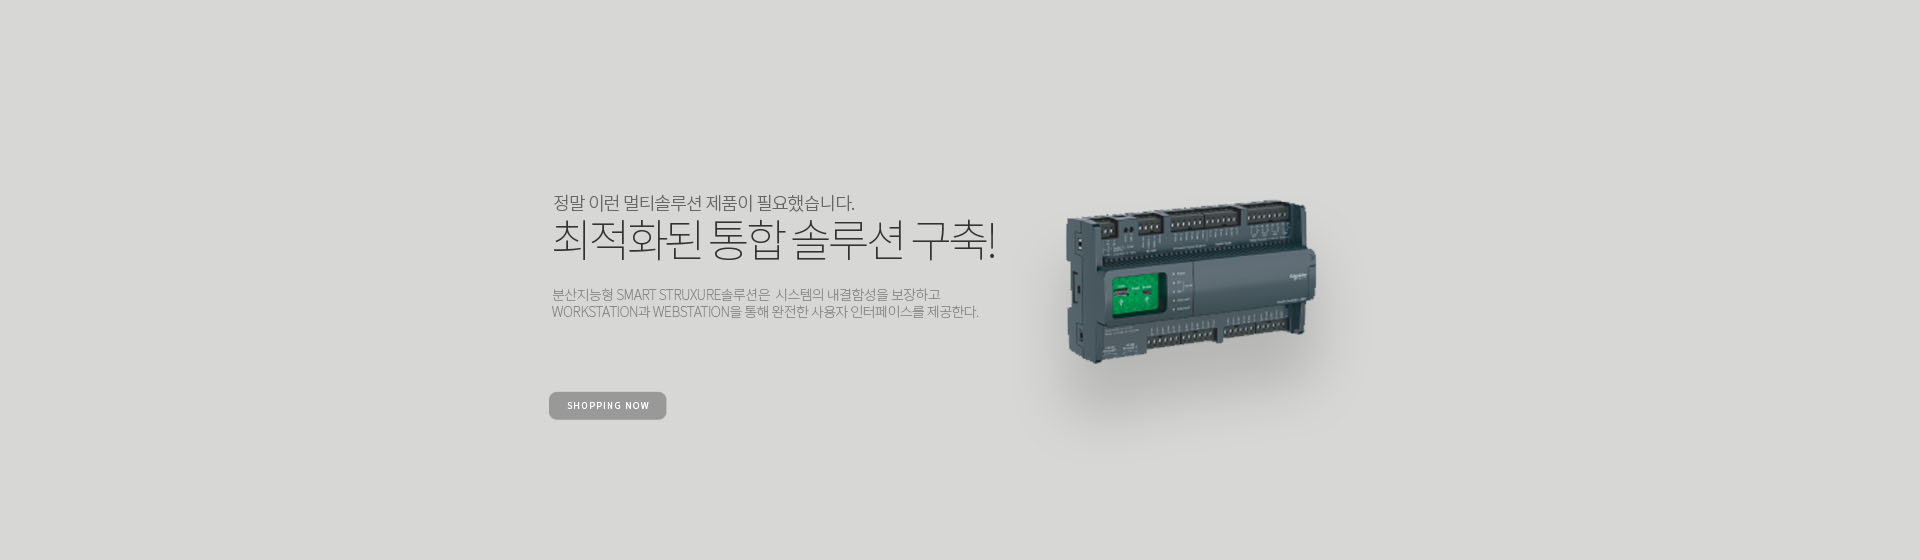 정말 이런 멀티솔루션 제품이 필요했습니다.
최적화된 통합 솔루션 구축!
분산지능형 SMART STRUXURE솔루션은 시스템의 내결함성을 보장하고
WORKSTATION과 WEBSTATION을 통해 완전한 사용자 인터페이스를 제공한다.
SHOPPING NOW